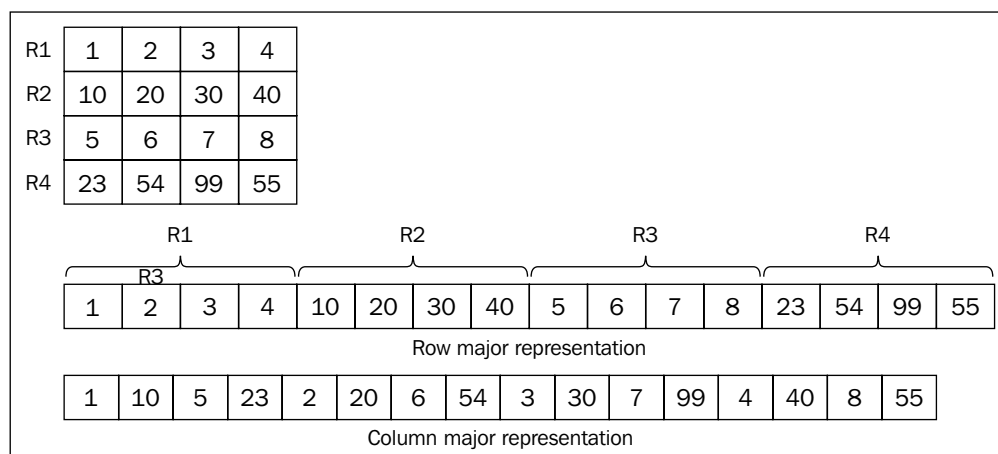 R1 1 2 3 4
R2 10 20 30 40
R3 5 6 7 8
R4 23 54 99 55
R1 R2 R3 R4
R3
1 2 3 4 10 20 30 40 5 6 7 8 23 54 99 55
Row major representation
1 10 5 23 2 20 6 54 3 30 7 99 4 40 8 55
Column major representation